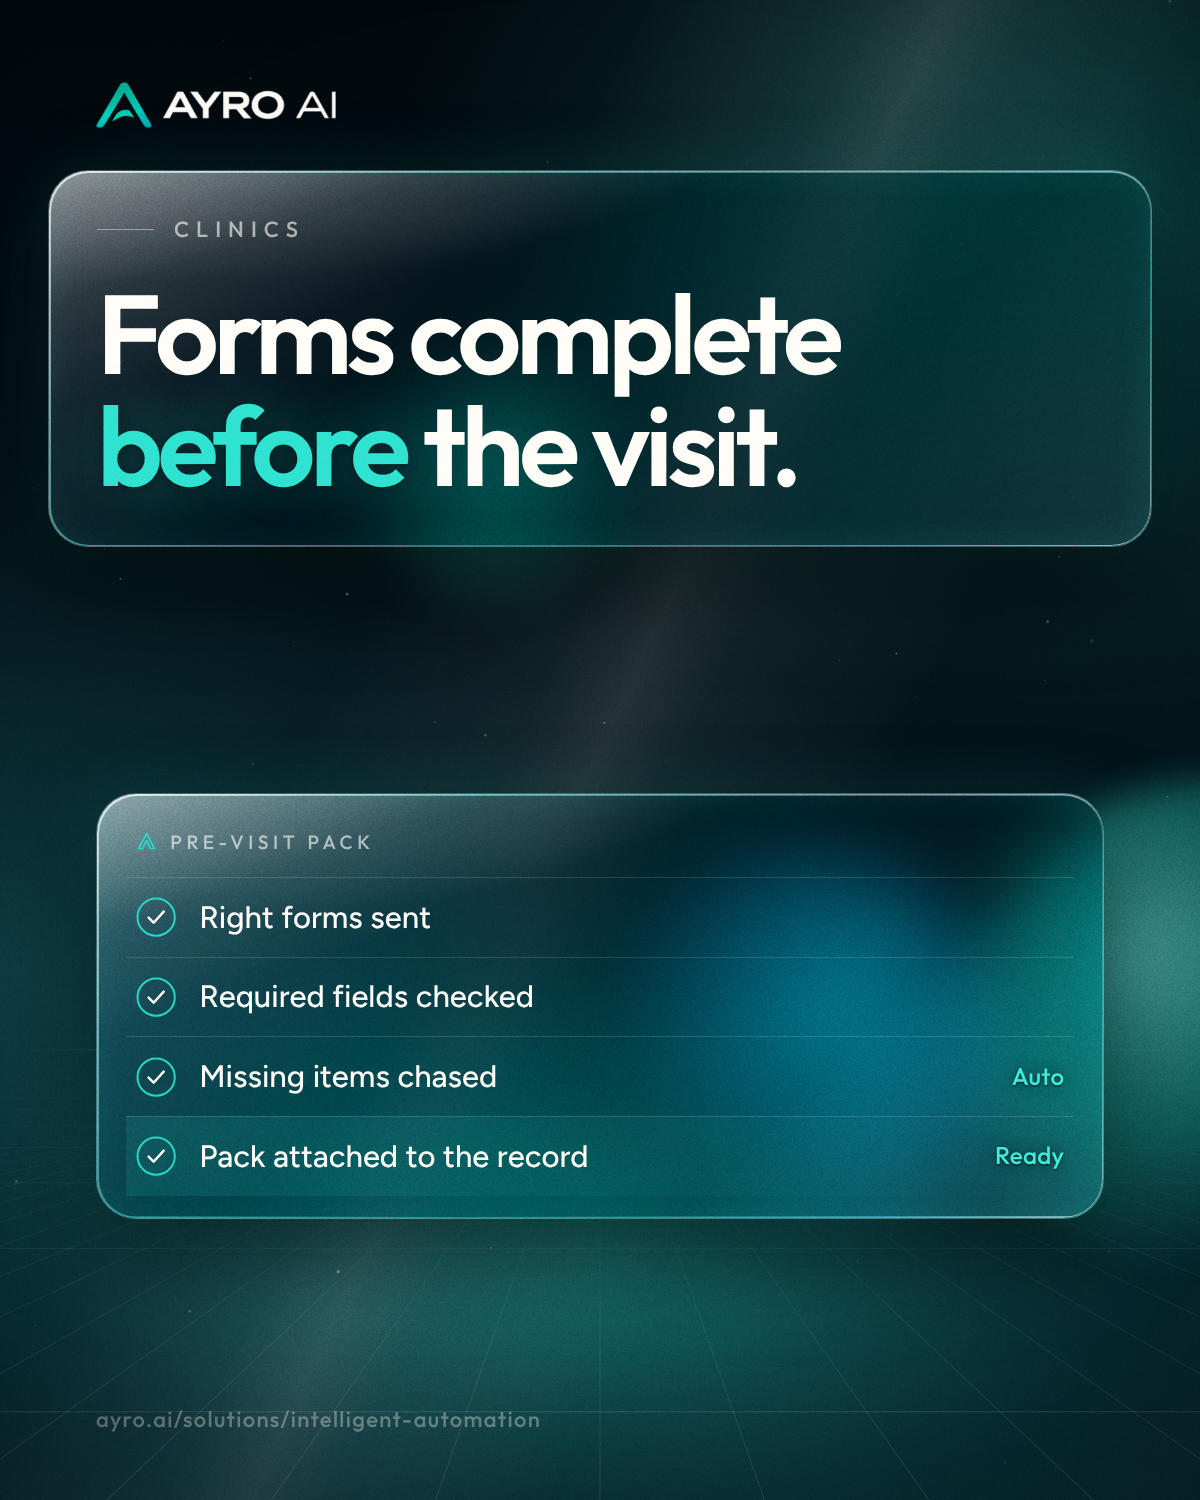 AYRO AI
CLINICS
Forms complete
before the visit.
PRE-VISIT PACK
Right forms sent
Required fields checked
Missing items chased Auto
Pack attached to the record Ready
ayro.ai/solutions/intelligent-automation